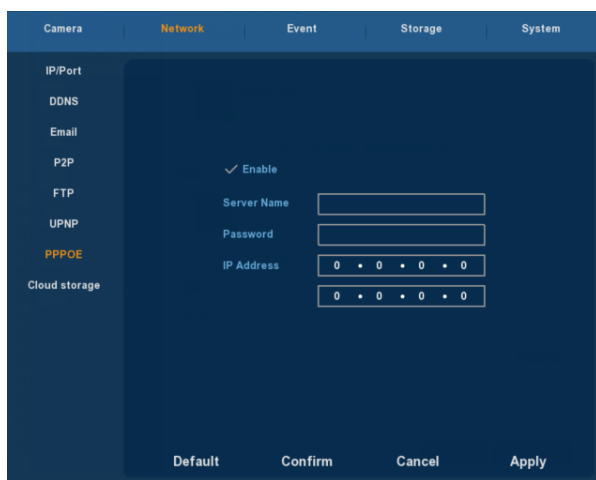 Camera Network Event Storage System
IP/Port
DDNS
Email
P2P
FTP
UPNP
PPPOE
Cloud storage
Enable
Server Name
Password
IP Address 0 • 0 • 0 • 0
0 • 0 • 0 • 0
Default Confirm Cancel Apply